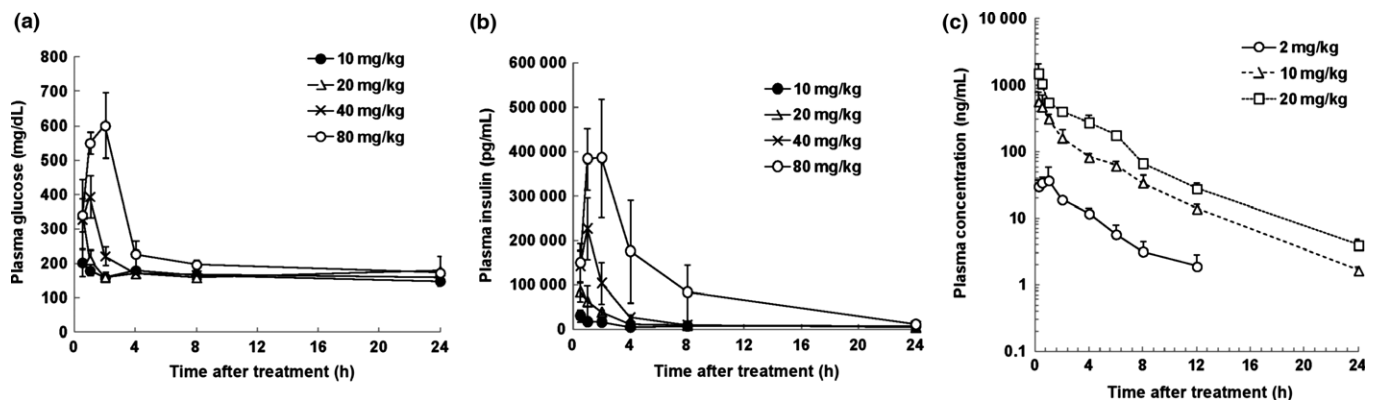 (a)
Plasma glucose (mg/dL)
800
700
600
500
400
300
200
100
0
0 4 8 12 16 20 24
Time after treatment (h)
10 mg/kg
20 mg/kg
40 mg/kg
80 mg/kg
(b)
Plasma insulin (pg/mL)
600 000
500 000
400 000
300 000
200 000
100 000
0
0 4 8 12 16 20 24
Time after treatment (h)
10 mg/kg
20 mg/kg
40 mg/kg
80 mg/kg
(c)
Plasma concentration (ng/mL)
10 000
1000
100
10
1
0.1
0 4 8 12 16 20 24
Time after treatment (h)
2 mg/kg
10 mg/kg
20 mg/kg